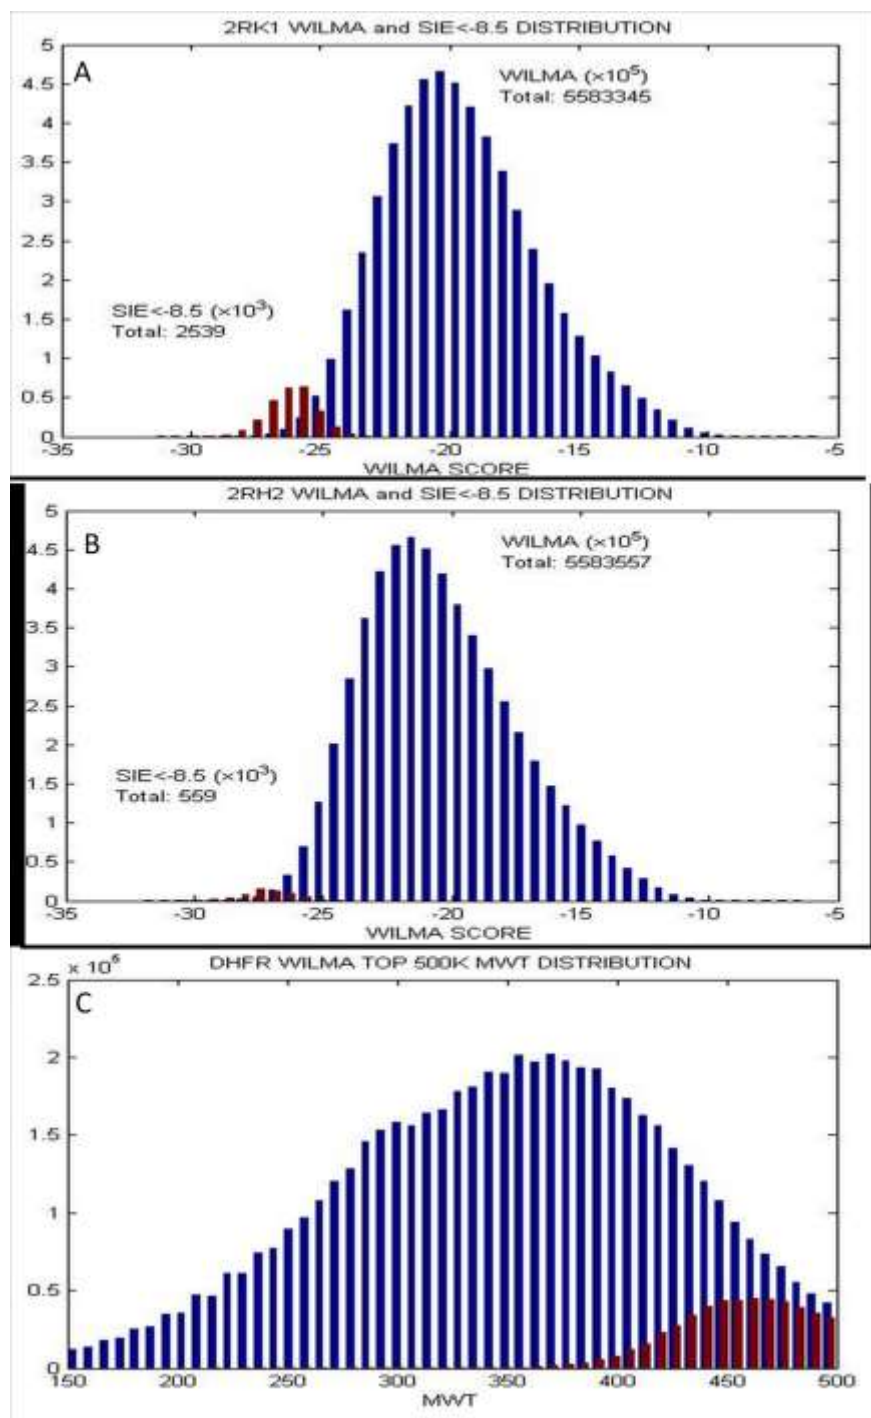 2RK1 WILMA and SIE<-8.5 DISTRIBUTION
A
WILMA (×10⁵)
Total: 5583345
SIE<-8.5 (×10³)
Total: 2539
5
4.5
4
3.5
3
2.5
2
1.5
1
0.5
0
-35 -30 -25 -20 -15 -10 -5
WILMA SCORE
2RH2 WILMA and SIE<-8.5 DISTRIBUTION
B
WILMA (×10⁵)
Total: 5583557
SIE<-8.5 (×10³)
Total: 559
5
4.5
4
3.5
3
2.5
2
1.5
1
0.5
0
-35 -30 -25 -20 -15 -10 -5
WILMA SCORE
DHFR WILMA TOP 500K MWT DISTRIBUTION
C
2.5
2
1.5
1
0.5
0
150 200 250 300 350 400 450 500
MWT